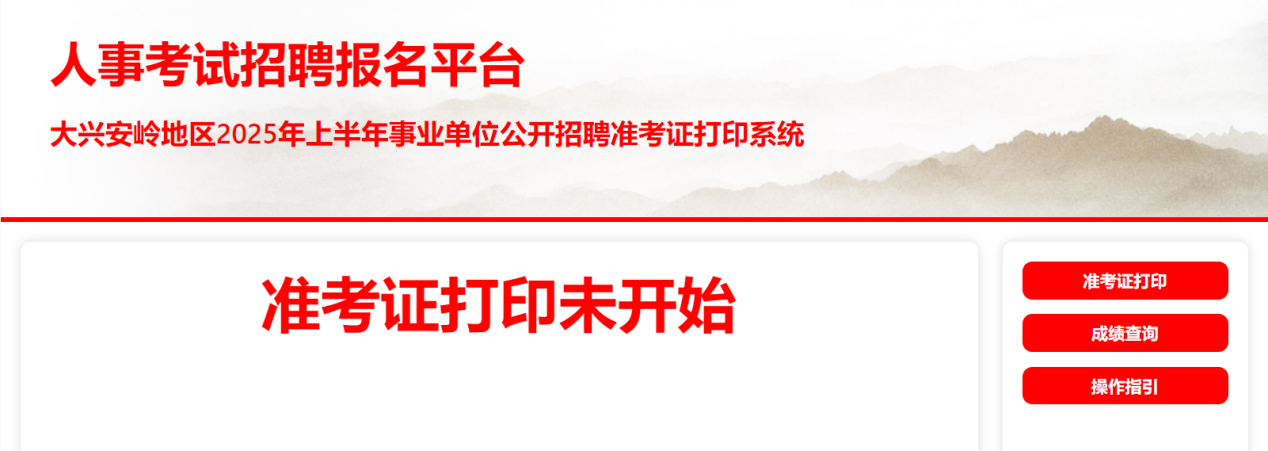 人事考试招聘报名平台
大兴安岭地区2025年上半年事业单位公开招聘准考证打印系统
准考证打印未开始
准考证打印
成绩查询
操作指引